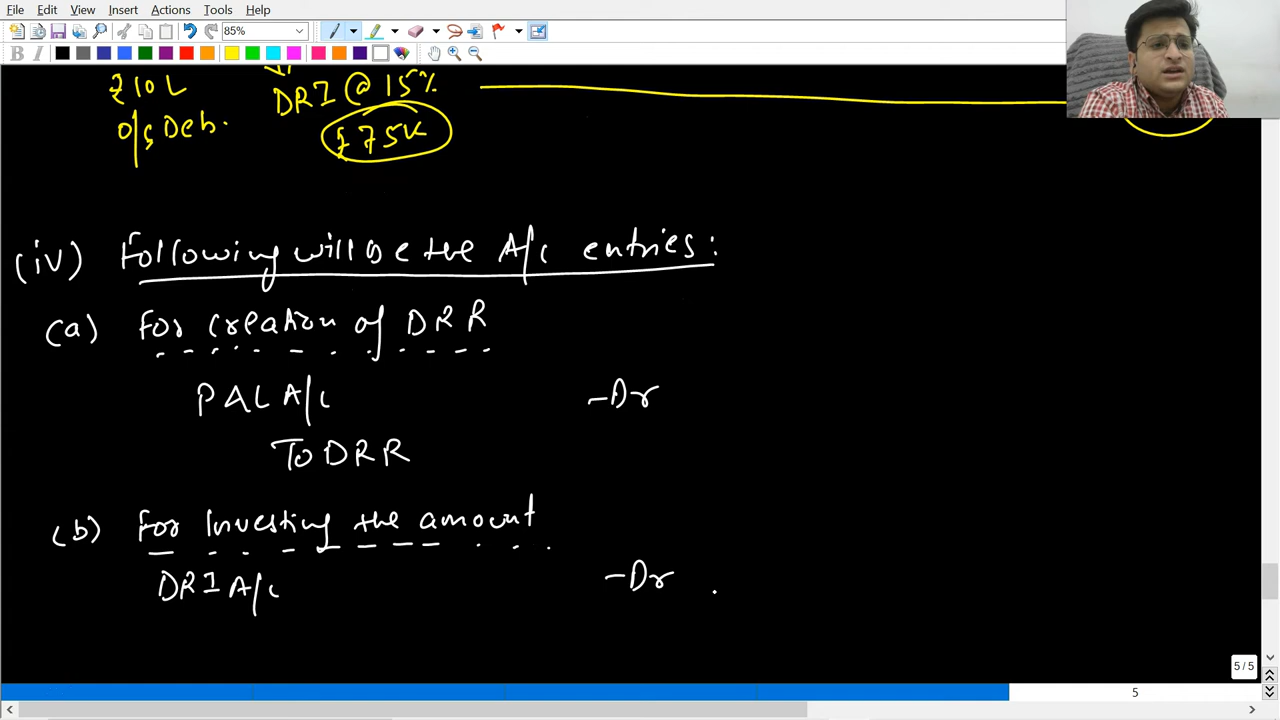 File Edit View Insert Actions Tools Help
85%
B I
₹10L
DRI @ 15%
O/s Deb.
₹75K
(iv) Following will be the A/c entries:
(a) For creation of DRR
P&L A/c -Dr
To DRR
(b) For Investing the amount
DRI A/c -Dr
5/5
5